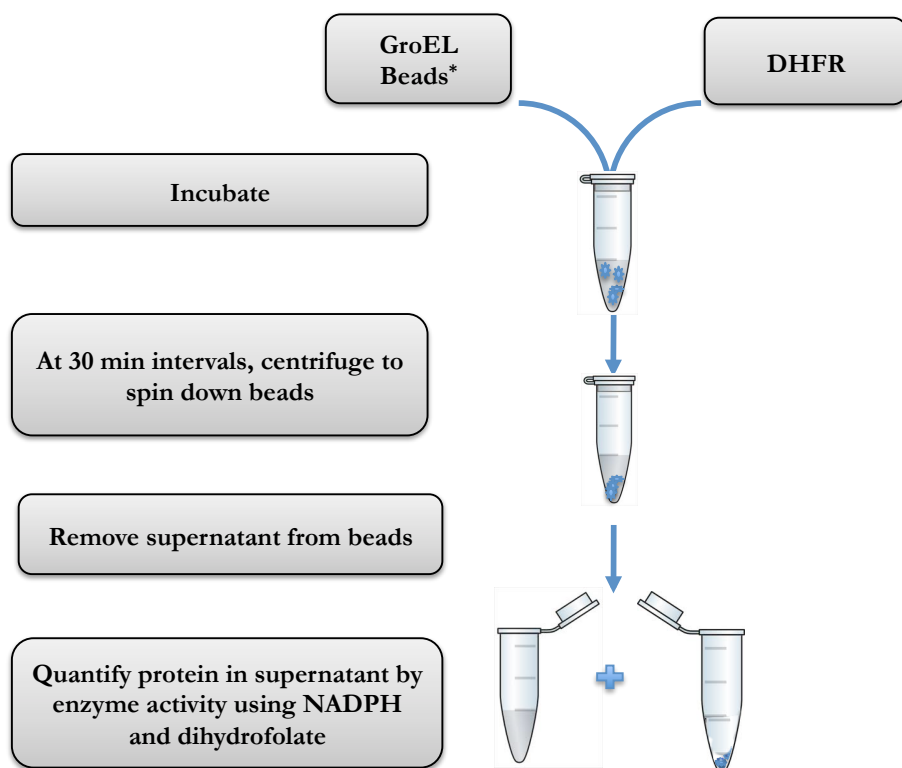 GroEL
Beads*
DHFR
Incubate
At 30 min intervals, centrifuge to
spin down beads
Remove supernatant from beads
Quantify protein in supernatant by
enzyme activity using NADPH
and dihydrofolate